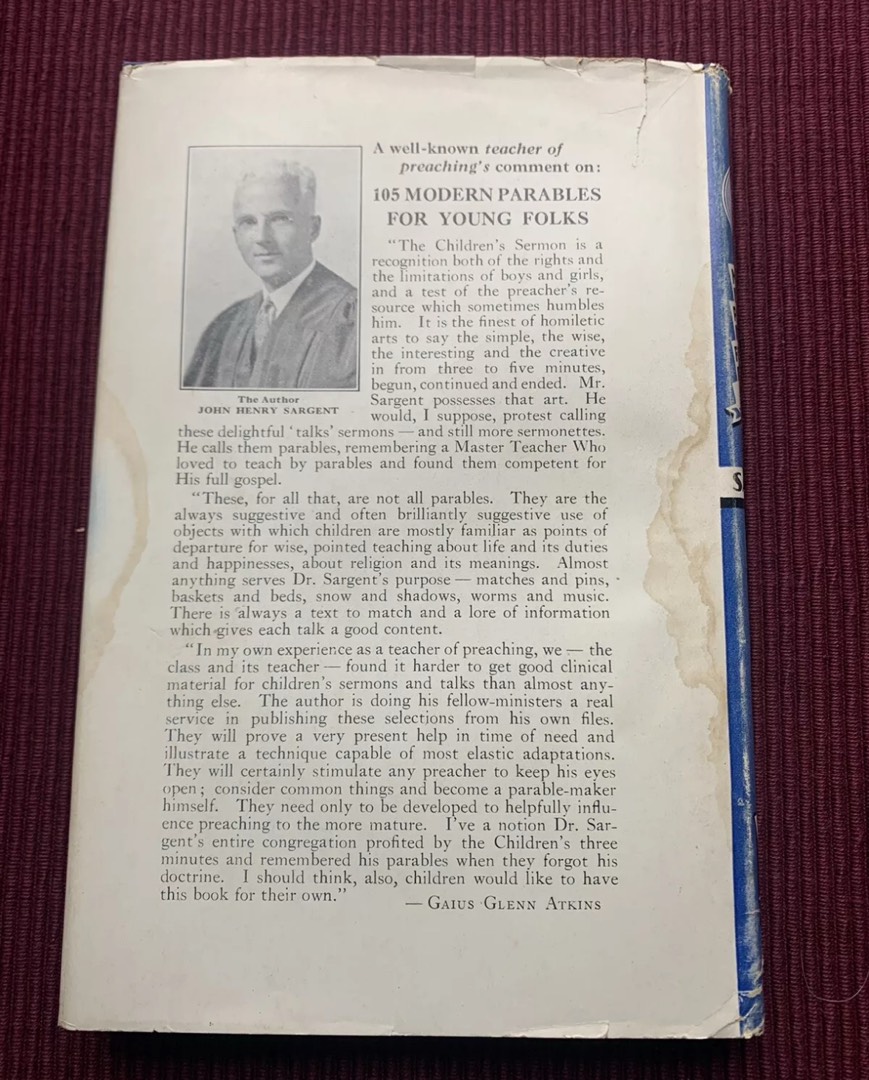 A well-known teacher of
preaching's comment on:
105 MODERN PARABLES
FOR YOUNG FOLKS
"The Children's Sermon is a
recognition both of the rights and
the limitations of boys and girls,
and a test of the preacher's re-
source which sometimes humbles
him. It is the finest of homiletic
arts to say the simple, the wise,
the interesting and the creative
in from three to five minutes,
begun, continued and ended. Mr.
Sargent possesses that art. He
would, I suppose, protest calling
these delightful 'talks' sermons — and still more sermonettes.
He calls them parables, remembering a Master Teacher Who
loved to teach by parables and found them competent for
His full gospel.
The Author
JOHN HENRY SARGENT
"These, for all that, are not all parables. They are the
always suggestive and often brilliantly suggestive use of
objects with which children are mostly familiar as points of
departure for wise, pointed teaching about life and its duties
and happinesses, about religion and its meanings. Almost
anything serves Dr. Sargent's purpose — matches and pins,
baskets and beds, snow and shadows, worms and music.
There is always a text to match and a lore of information
which gives each talk a good content.
"In my own experience as a teacher of preaching, we — the
class and its teacher — found it harder to get good clinical
material for children's sermons and talks than almost any-
thing else. The author is doing his fellow-ministers a real
service in publishing these selections from his own files.
They will prove a very present help in time of need and
illustrate a technique capable of most elastic adaptations.
They will certainly stimulate any preacher to keep his eyes
open; consider common things and become a parable-maker
himself. They need only to be developed to helpfully influ-
ence preaching to the more mature. I've a notion Dr. Sar-
gent's entire congregation profited by the Children's three
minutes and remembered his parables when they forgot his
doctrine. I should think, also, children would like to have
this book for their own."
— GAIUS GLENN ATKINS